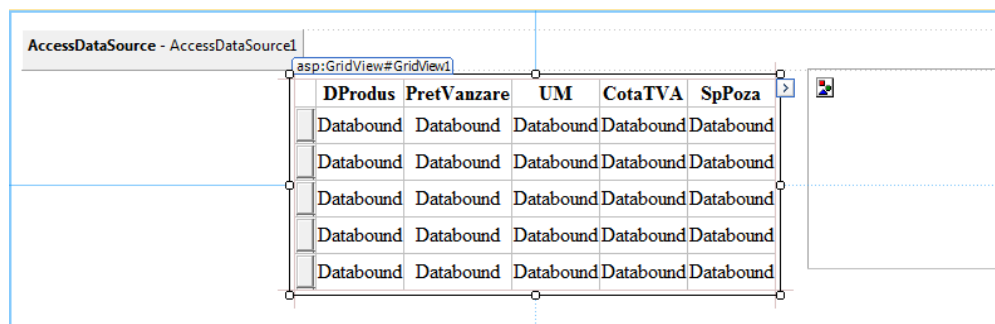 AccessDataSource - AccessDataSource1
asp:GridView#GridView1
DProdus PretVanzare UM CotaTVA SpPoza
Databound Databound Databound Databound Databound
Databound Databound Databound Databound Databound
Databound Databound Databound Databound Databound
Databound Databound Databound Databound Databound
Databound Databound Databound Databound Databound